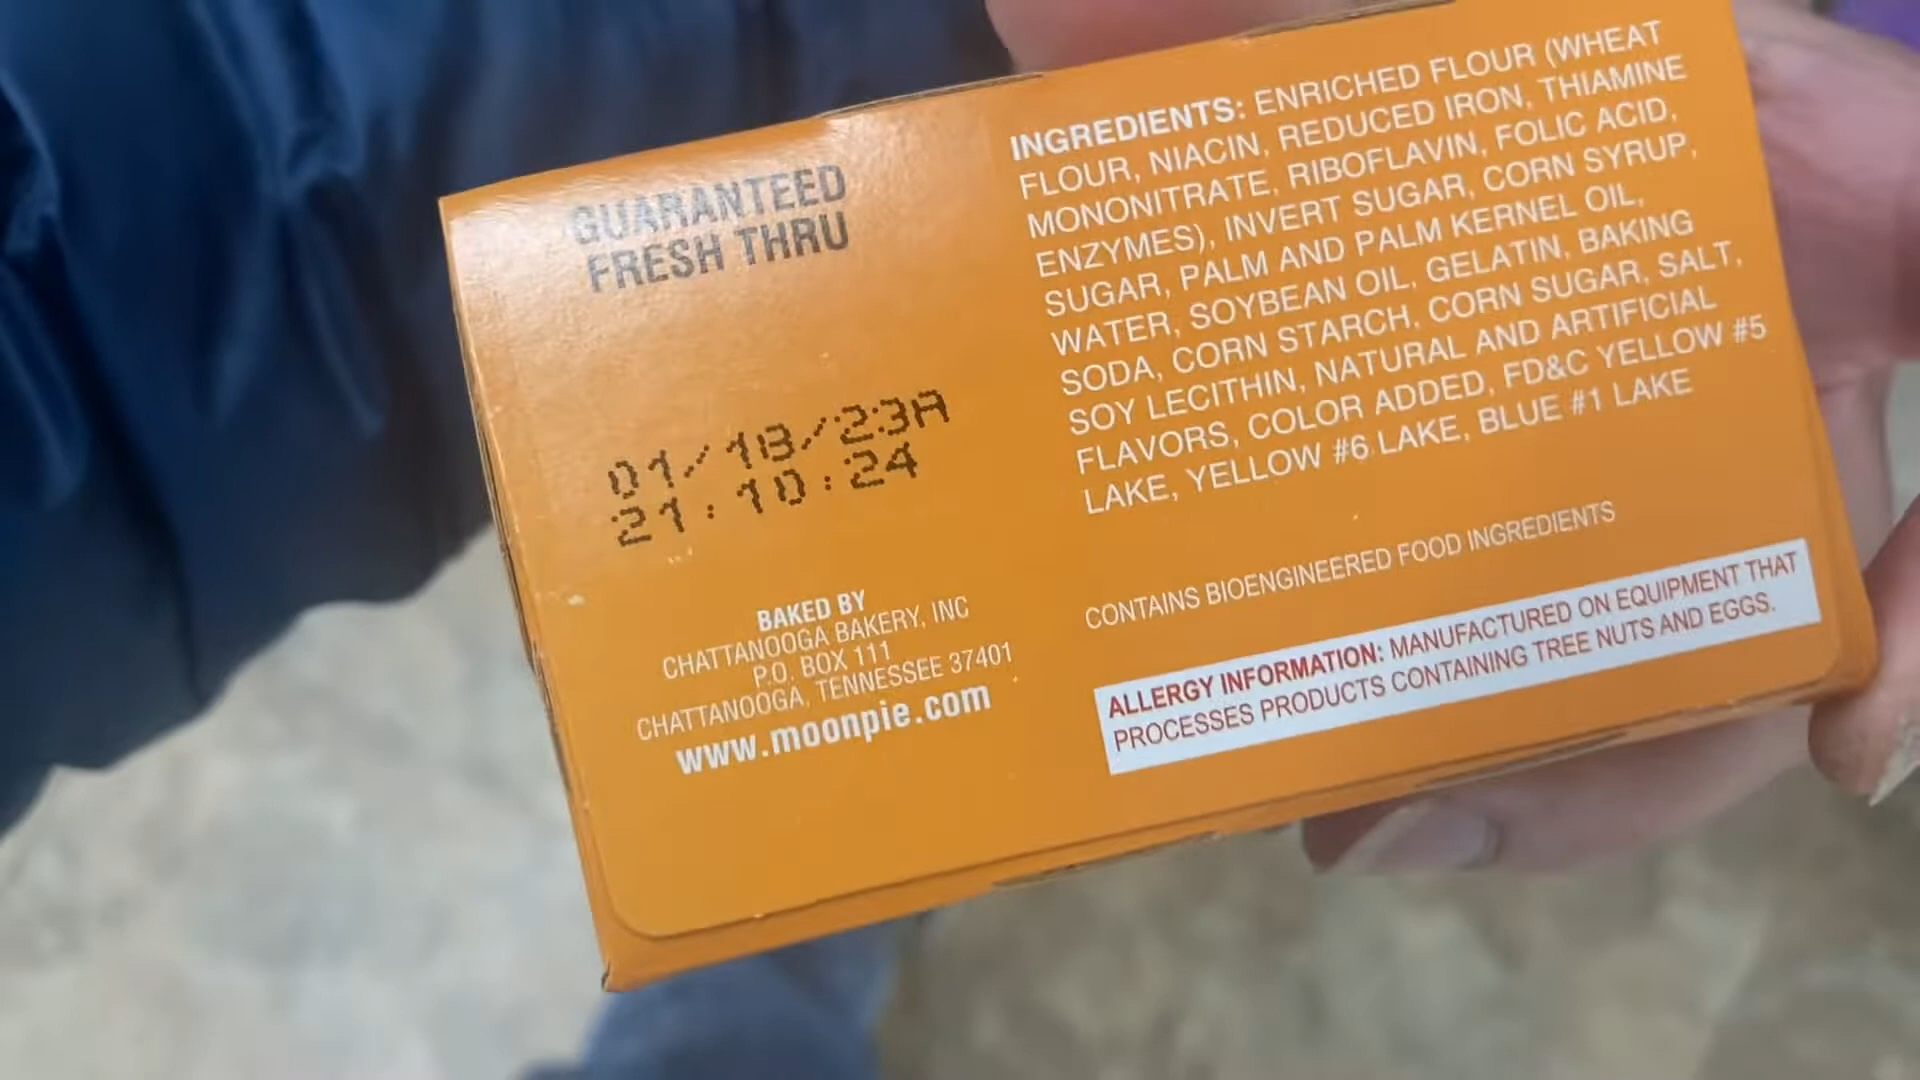 GUARANTEED
FRESH THRU
01/18/23A
21:10:24
BAKED BY
CHATTANOOGA BAKERY, INC
P.O. BOX 111
CHATTANOOGA, TENNESSEE 37401
www.moonpie.com
INGREDIENTS: ENRICHED FLOUR (WHEAT
FLOUR, NIACIN, REDUCED IRON, THIAMINE
MONONITRATE, RIBOFLAVIN, FOLIC ACID,
ENZYMES), INVERT SUGAR, CORN SYRUP,
SUGAR, PALM AND PALM KERNEL OIL,
WATER, SOYBEAN OIL, GELATIN, BAKING
SODA, CORN STARCH, CORN SUGAR, SALT,
SOY LECITHIN, NATURAL AND ARTIFICIAL
FLAVORS, COLOR ADDED, FD&C YELLOW #5
LAKE, YELLOW #6 LAKE, BLUE #1 LAKE
CONTAINS BIOENGINEERED FOOD INGREDIENTS
ALLERGY INFORMATION: MANUFACTURED ON EQUIPMENT THAT
PROCESSES PRODUCTS CONTAINING TREE NUTS AND EGGS.